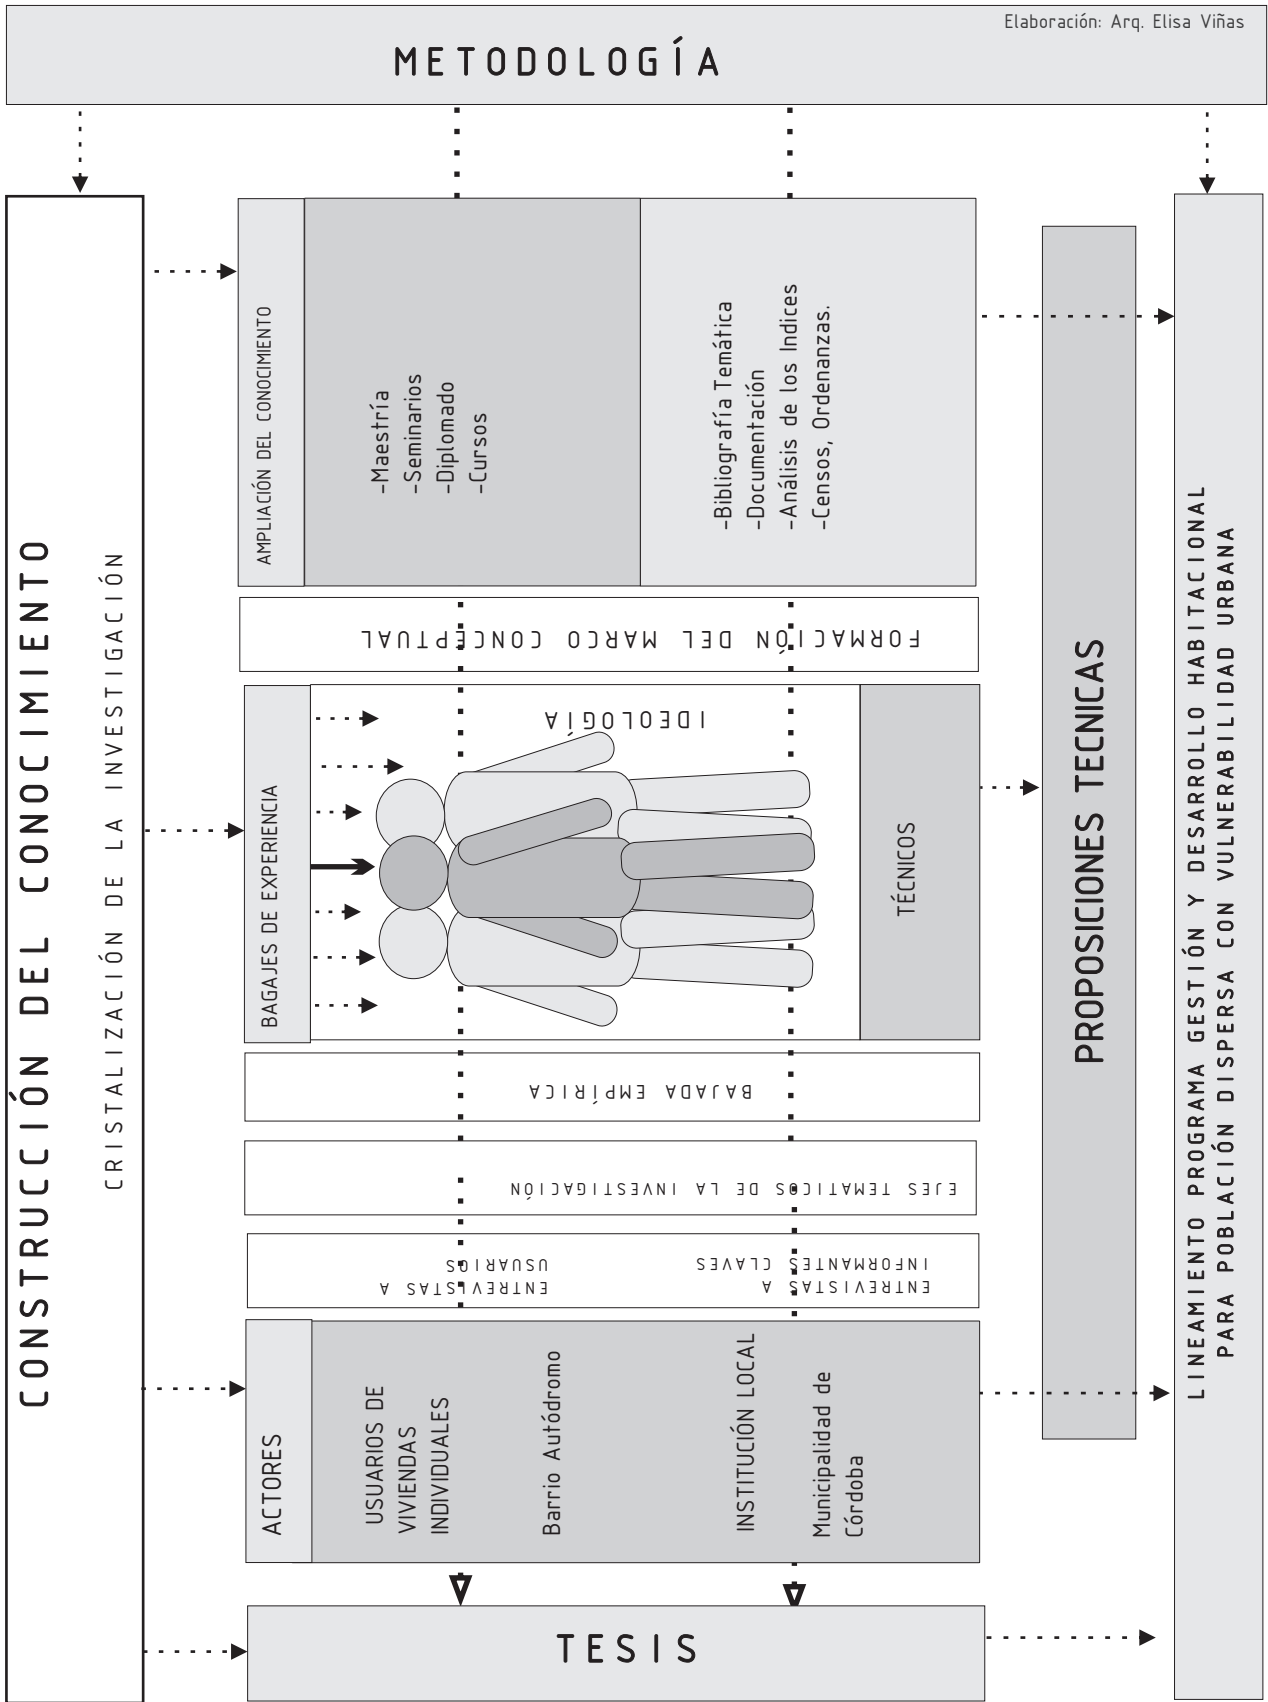 Elaboración: Arq. Elisa Viñas
METODOLOGÍA
CONSTRUCCIÓN DEL CONOCIMIENTO
CRISTALIZACIÓN DE LA INVESTIGACIÓN
AMPLIACIÓN DEL CONOCIMIENTO
-Maestría
-Seminarios
-Diplomado
-Cursos
-Bibliografía Temática
-Documentación
-Análisis de los Indices
-Censos, Ordenanzas.
FORMACIÓN DEL MARCO CONCEPTUAL
BAGAJES DE EXPERIENCIA
IDEOLOGÍA
TÉCNICOS
BAJADA EMPÍRICA
EJES TEMATICOS DE LA INVESTIGACIÓN
ENTREVISTAS A
USUARIOS
ENTREVISTAS A
INFORMANTES CLAVES
ACTORES
USUARIOS DE
VIVIENDAS
INDIVIDUALES
Barrio Autódromo
INSTITUCIÓN LOCAL
Municipalidad de
Córdoba
TESIS
PROPOSICIONES TECNICAS
LINEAMIENTO PROGRAMA GESTIÓN Y DESARROLLO HABITACIONAL
PARA POBLACIÓN DISPERSA CON VULNERABILIDAD URBANA